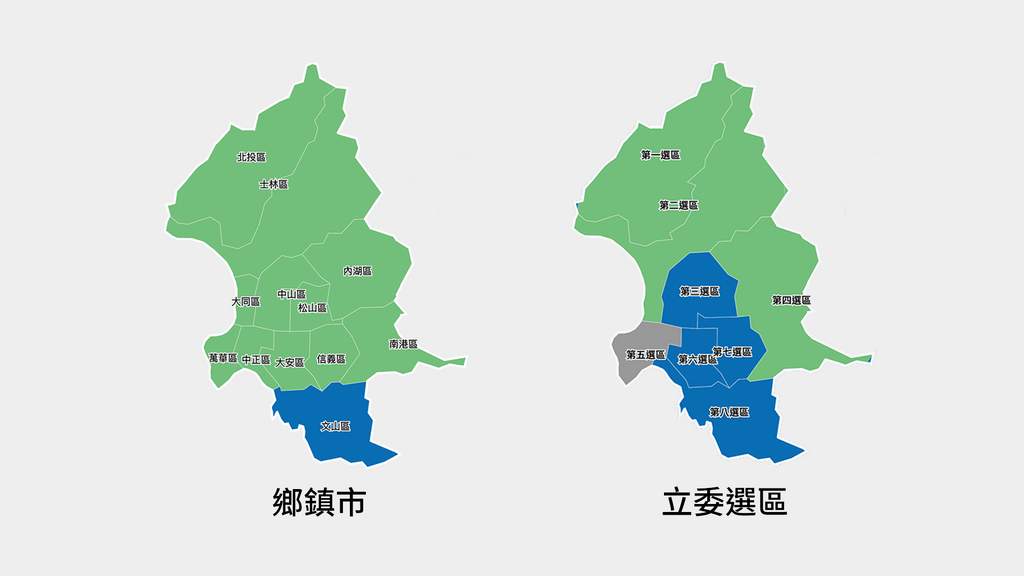 北投區
士林區
內湖區
中山區
大同區
松山區
南港區
萬華區
中正區
大安區
信義區
文山區
鄉鎮市
第一選區
第二選區
第三選區
第四選區
第五選區
第六選區
第七選區
第八選區
立委選區